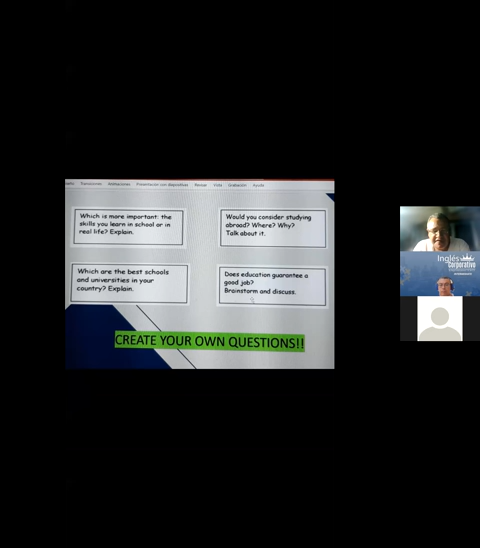 Transiciones Animaciones Presentación con diapositivas Revisar Vista Grabación Ayuda
Which is more important: the
skills you learn in school or in
real life? Explain.
Would you consider studying
abroad? Where? Why?
Talk about it.
Which are the best schools
and universities in your
country? Explain.
Does education guarantee a
good job?
Brainstorm and discuss.
CREATE YOUR OWN QUESTIONS!!
Inglés
Corporativo